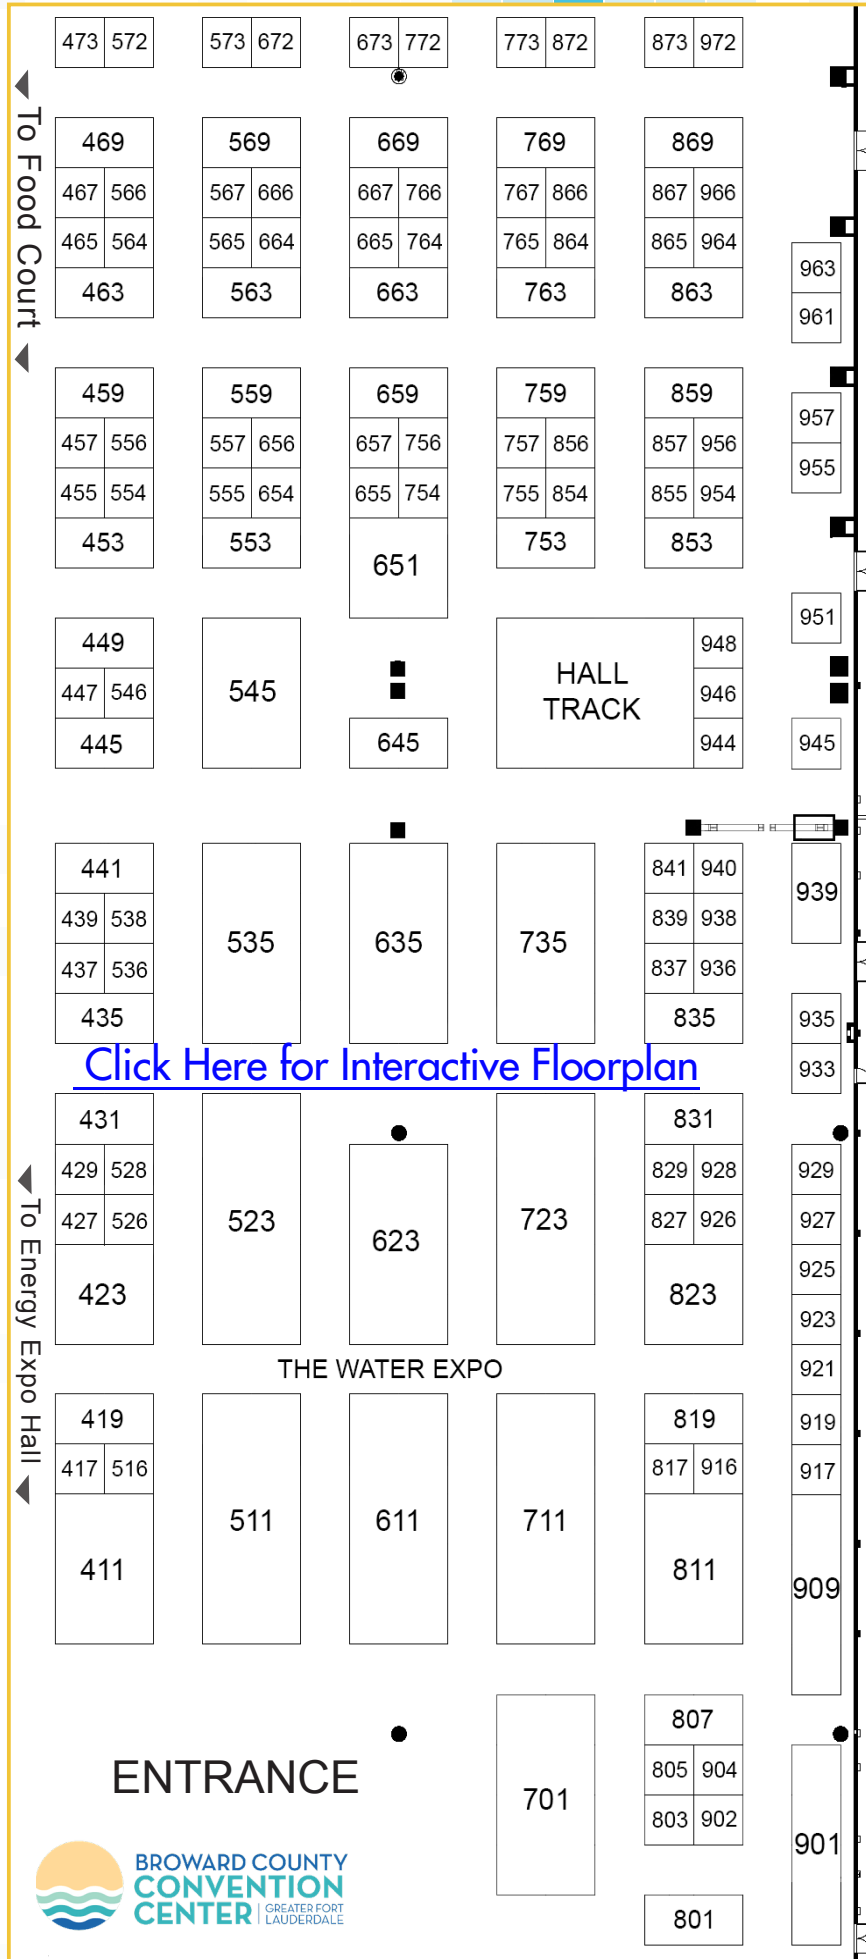 473 572 573 672 673 772 773 872 873 972
To Food Court
469 569 669 769 869
467 566 567 666 667 766 767 866 867 966
465 564 565 664 665 764 765 864 865 964
963
463 563 663 763 863
961
459 559 659 759 859
957
457 556 557 656 657 756 757 856 857 956
955
455 554 555 654 655 754 755 854 855 954
453 553 753 853
651
951
449 948
HALL
TRACK
447 546 545 946
445 645 944 945
441 841 940
939
439 538 839 938
535 635 735
437 536 837 936
435 835 935
Click Here for Interactive Floorplan
933
431 831
429 528 829 928 929
427 526 523 723 827 926 927
623
925
423 823
923
To Energy Expo Hall
THE WATER EXPO
921
419 819 919
417 516 817 916 917
511 611 711
411 811
909
807
805 904
ENTRANCE
701
803 902
901
BROWARD COUNTY
CONVENTION
CENTER
GREATER FORT
LAUDERDALE
801